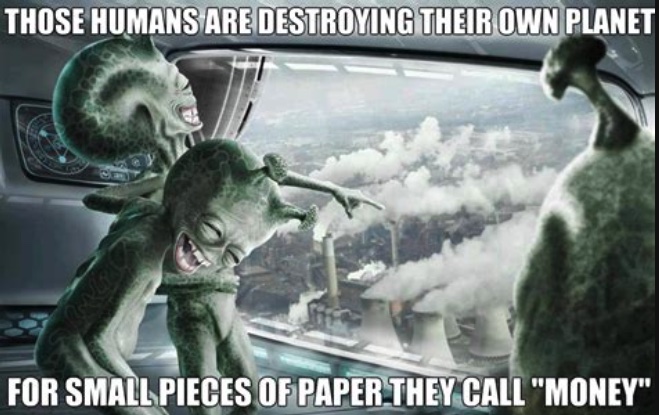 THOSE HUMANS ARE DESTROYING THEIR OWN PLANET
FOR SMALL PIECES OF PAPER THEY CALL "MONEY"